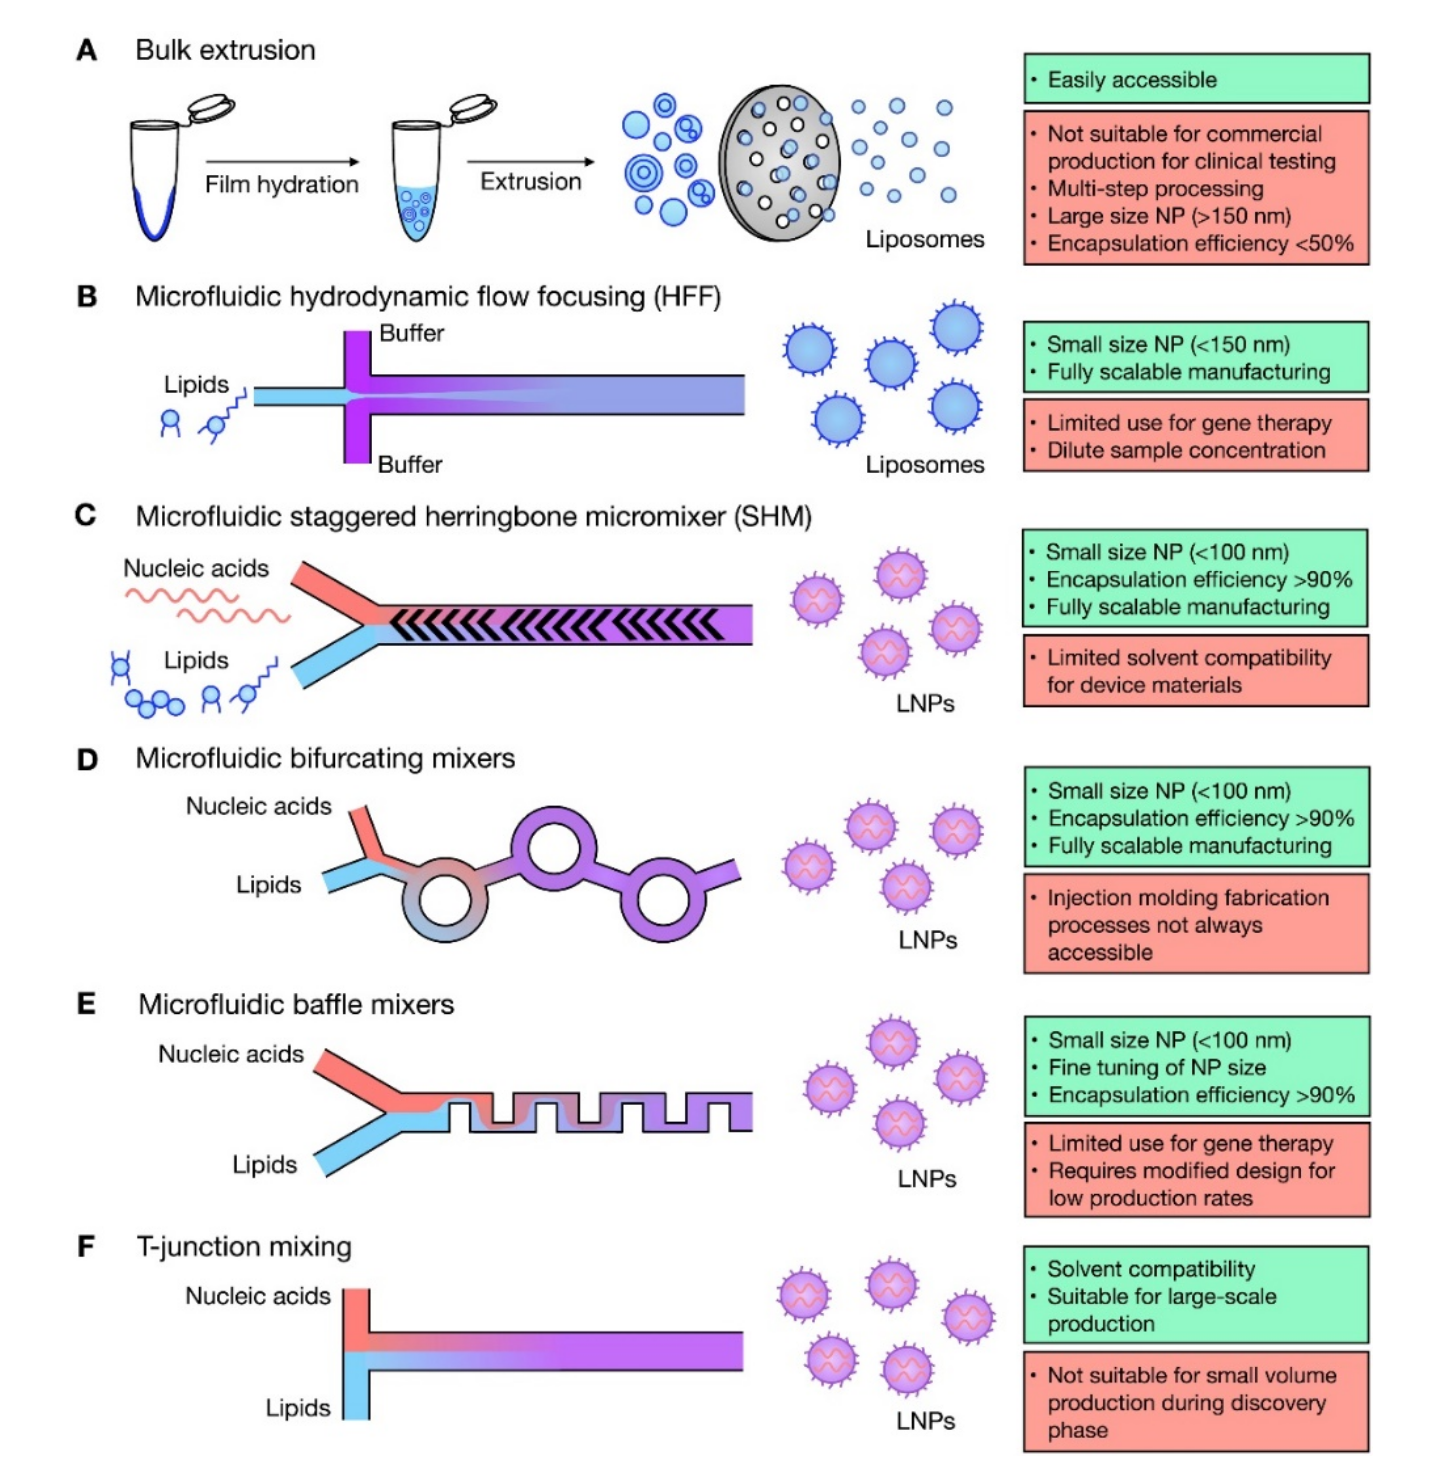 A Bulk extrusion
Film hydration
Extrusion
Liposomes
• Easily accessible
• Not suitable for commercial
production for clinical testing
• Multi-step processing
• Large size NP (>150 nm)
• Encapsulation efficiency <50%
B Microfluidic hydrodynamic flow focusing (HFF)
Buffer
Lipids
Buffer
Liposomes
• Small size NP (<150 nm)
• Fully scalable manufacturing
• Limited use for gene therapy
• Dilute sample concentration
C Microfluidic staggered herringbone micromixer (SHM)
Nucleic acids
Lipids
LNPs
• Small size NP (<100 nm)
• Encapsulation efficiency >90%
• Fully scalable manufacturing
• Limited solvent compatibility
for device materials
D Microfluidic bifurcating mixers
Nucleic acids
Lipids
LNPs
• Small size NP (<100 nm)
• Encapsulation efficiency >90%
• Fully scalable manufacturing
• Injection molding fabrication
processes not always
accessible
E Microfluidic baffle mixers
Nucleic acids
Lipids
LNPs
• Small size NP (<100 nm)
• Fine tuning of NP size
• Encapsulation efficiency >90%
• Limited use for gene therapy
• Requires modified design for
low production rates
F T-junction mixing
Nucleic acids
Lipids
LNPs
• Solvent compatibility
• Suitable for large-scale
production
• Not suitable for small volume
production during discovery
phase